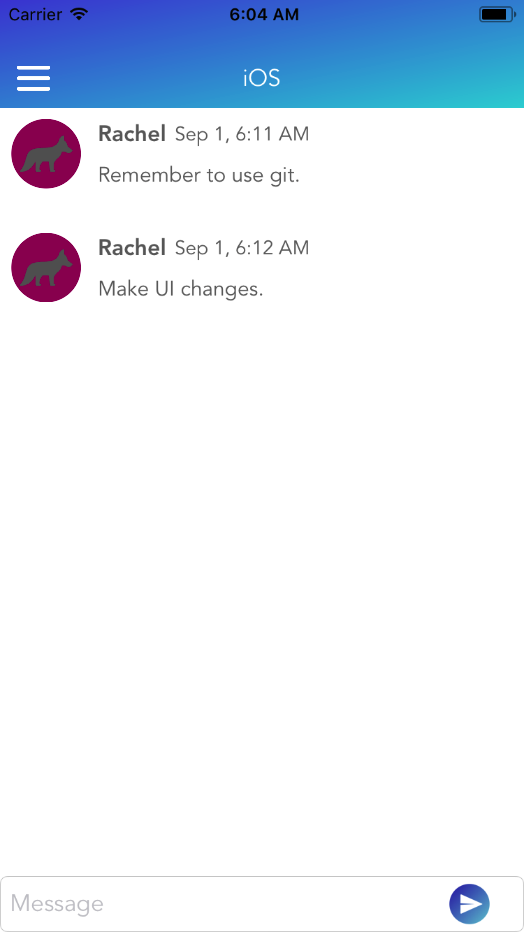 Carrier 6:04 AM
iOS
Rachel Sep 1, 6:11 AM
Remember to use git.
Rachel Sep 1, 6:12 AM
Make UI changes.
Message